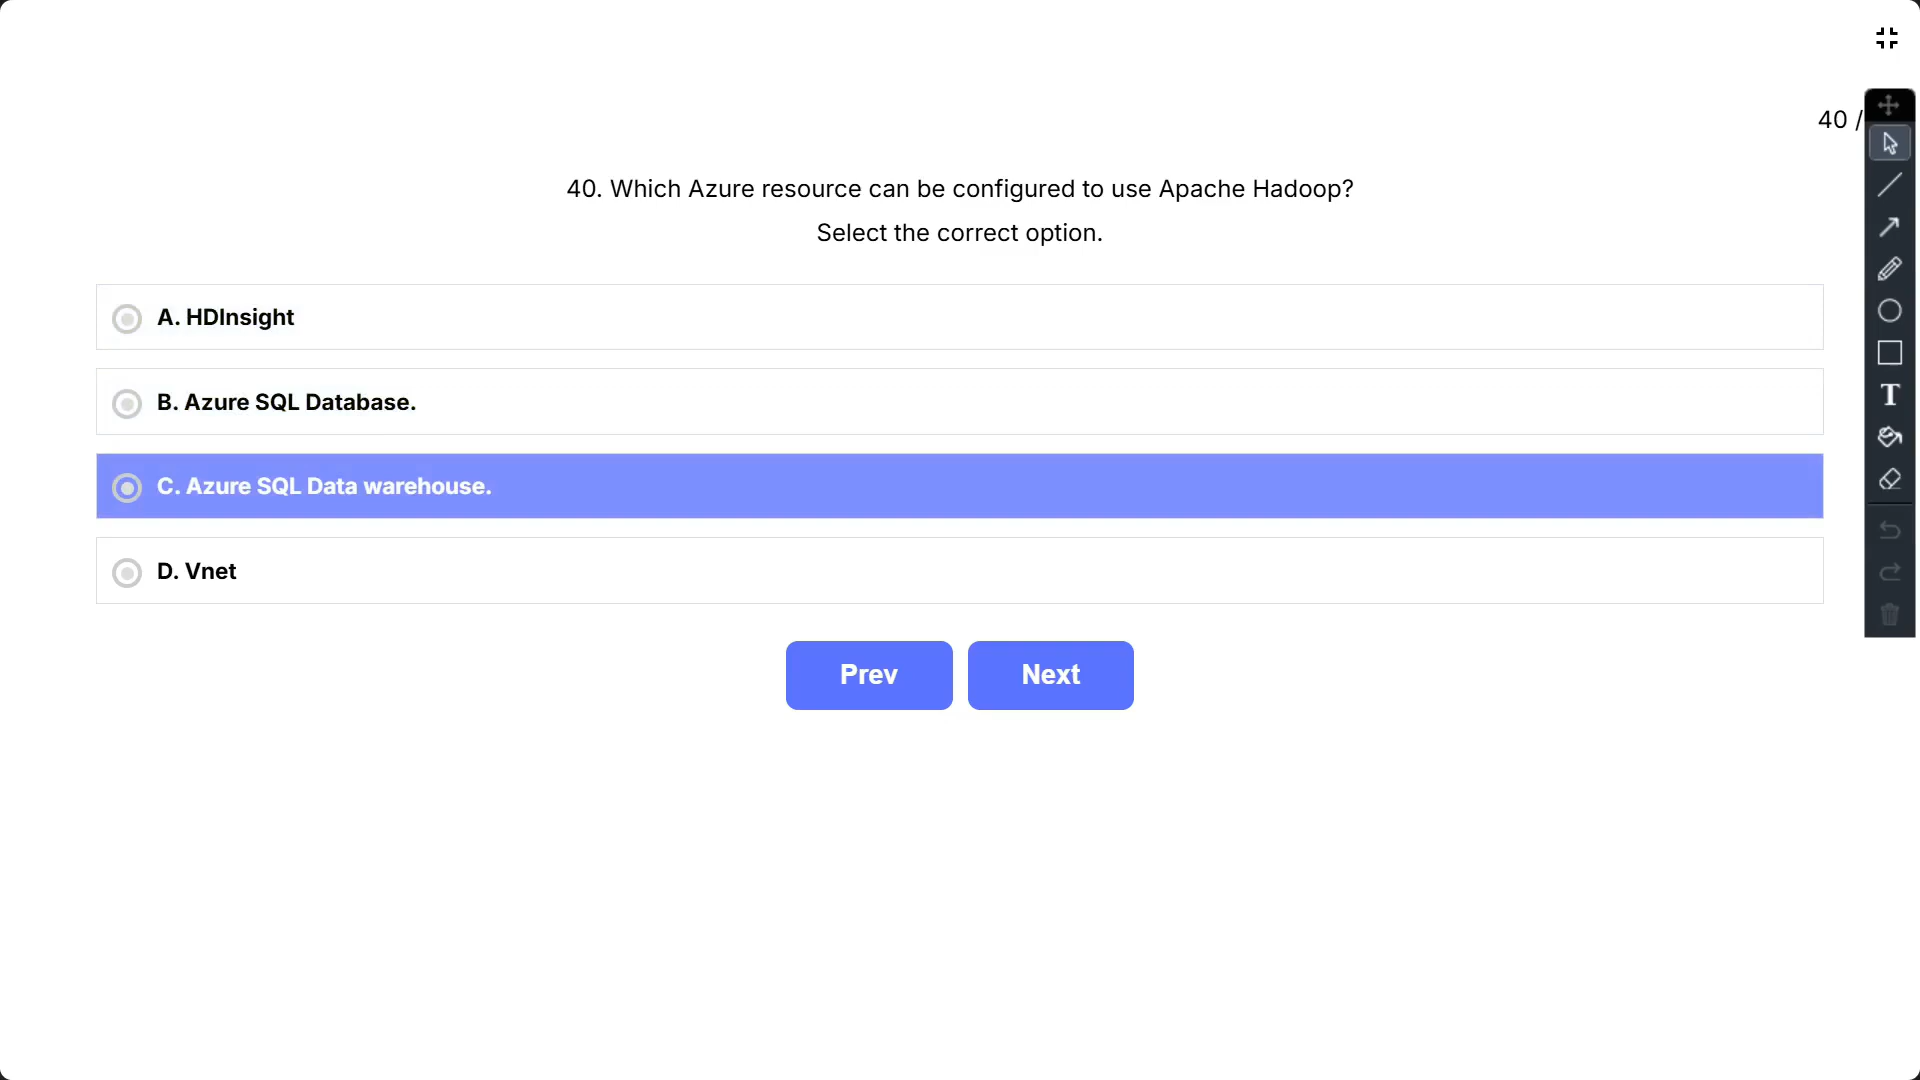 40 /
40. Which Azure resource can be configured to use Apache Hadoop?
Select the correct option.
A. HDInsight
B. Azure SQL Database.
C. Azure SQL Data warehouse.
D. Vnet
Prev
Next
T